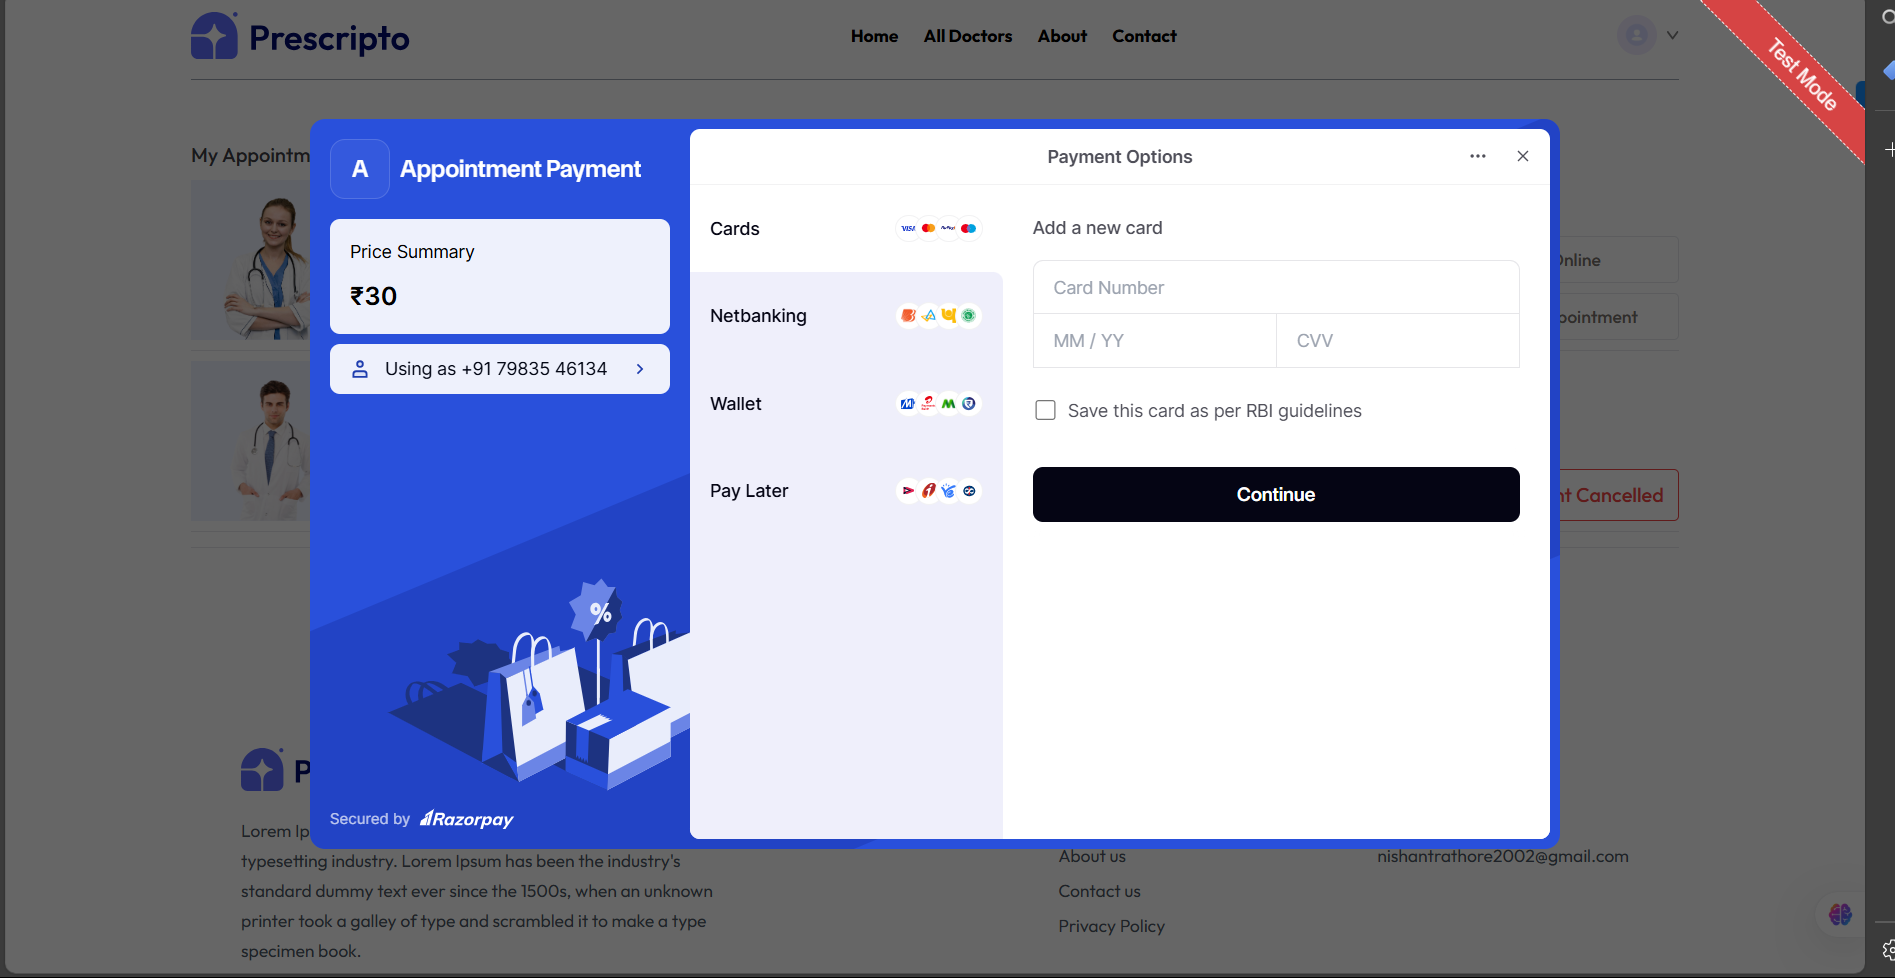 Prescripto
Home
All Doctors
About
Contact
Test Mode
My Appointm
A
Appointment Payment
Price Summary
₹30
Using as +91 79835 46134
Secured by Razorpay
Payment Options
Cards
VISA
RuPay
Netbanking
Wallet
Pay Later
Add a new card
Card Number
MM / YY
CVV
Save this card as per RBI guidelines
Continue
Online
pointment
nt Cancelled
P
Lorem Ip
typesetting industry. Lorem Ipsum has been the industry's
standard dummy text ever since the 1500s, when an unknown
printer took a galley of type and scrambled it to make a type
specimen book.
About us
Contact us
Privacy Policy
nishantrathore2002@gmail.com